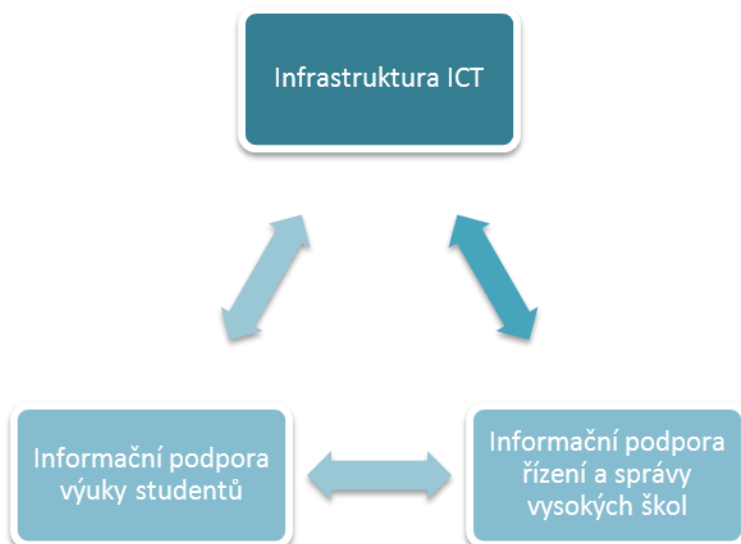 Infrastruktura ICT
Informační podpora
výuky studentů
Informační podpora
řízení a správy
vysokých škol